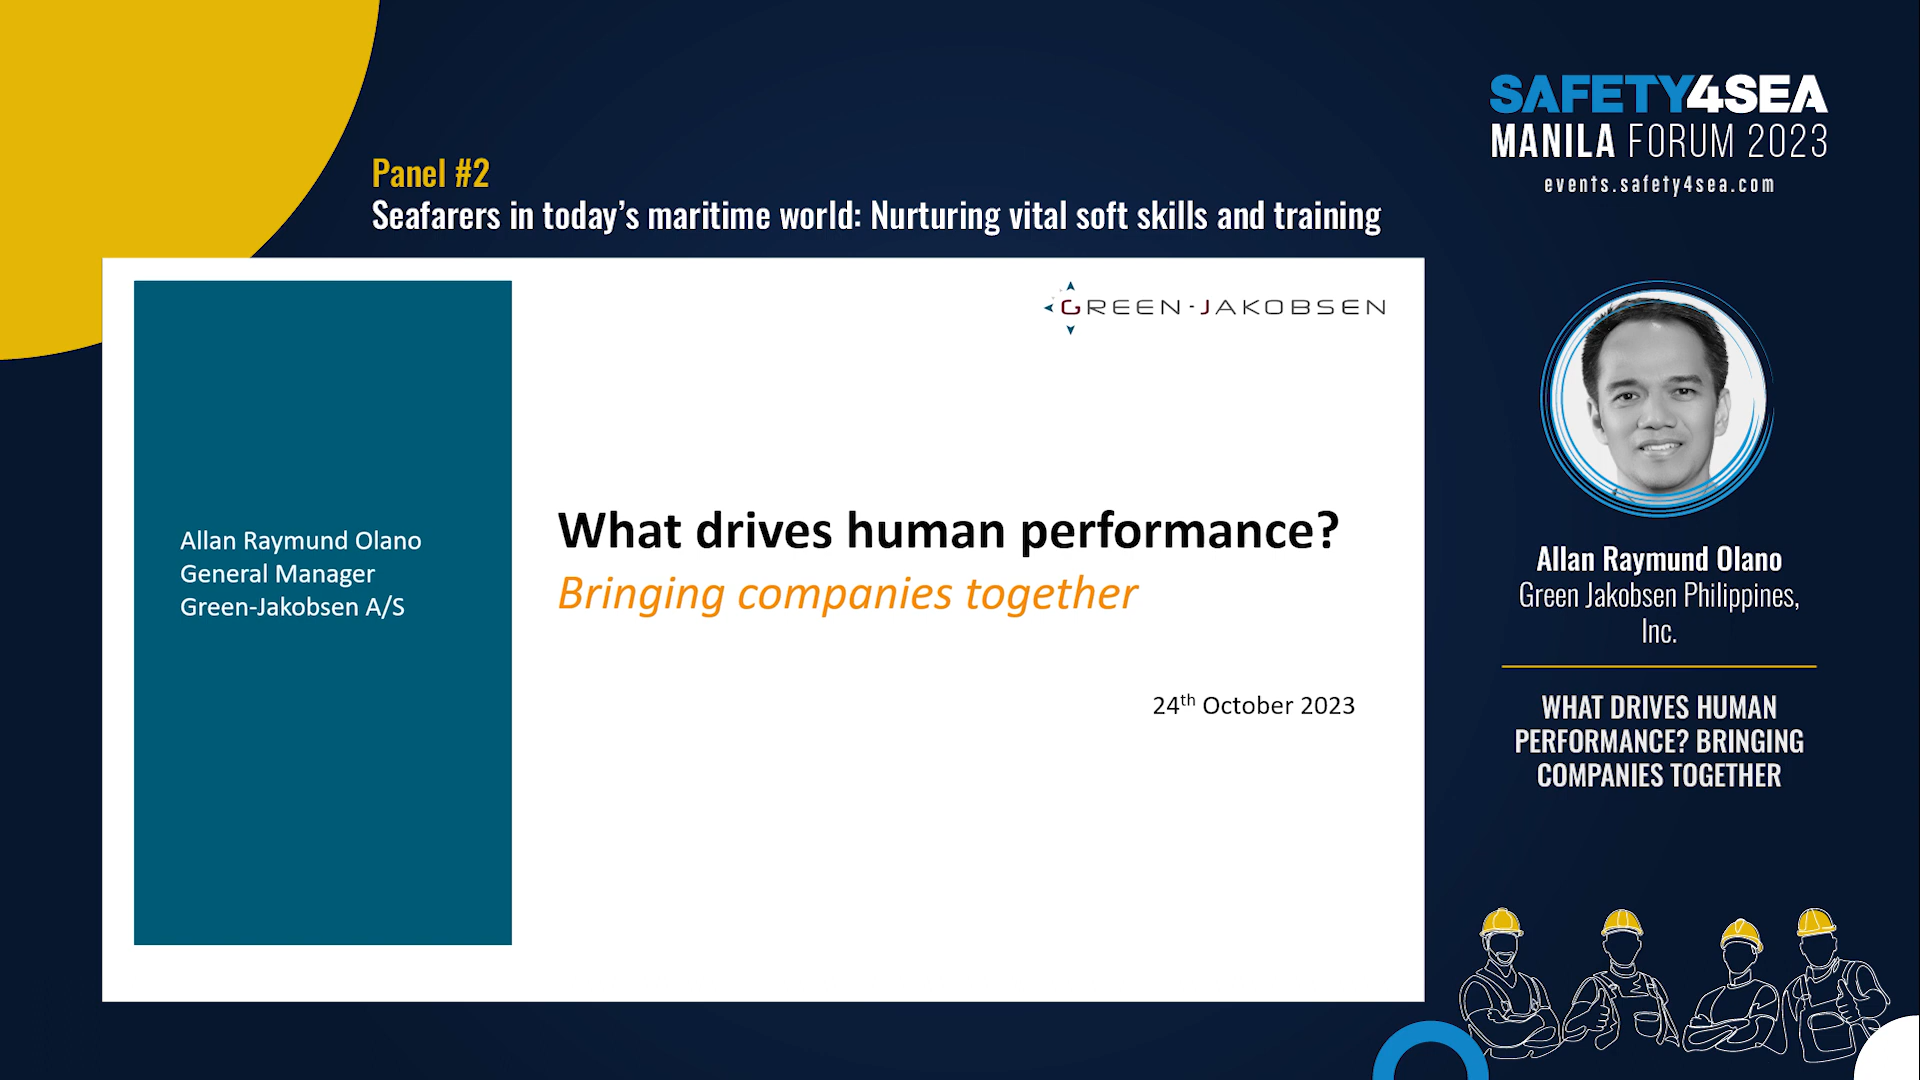 Panel #2
Seafarers in today’s maritime world: Nurturing vital soft skills and training
SAFETY4SEA
MANILA FORUM 2023
events.safety4sea.com
GREEN-JAKOBSEN
Allan Raymund Olano
General Manager
Green-Jakobsen A/S
What drives human performance?
Bringing companies together
24th October 2023
Allan Raymund Olano
Green Jakobsen Philippines,
Inc.
WHAT DRIVES HUMAN
PERFORMANCE? BRINGING
COMPANIES TOGETHER